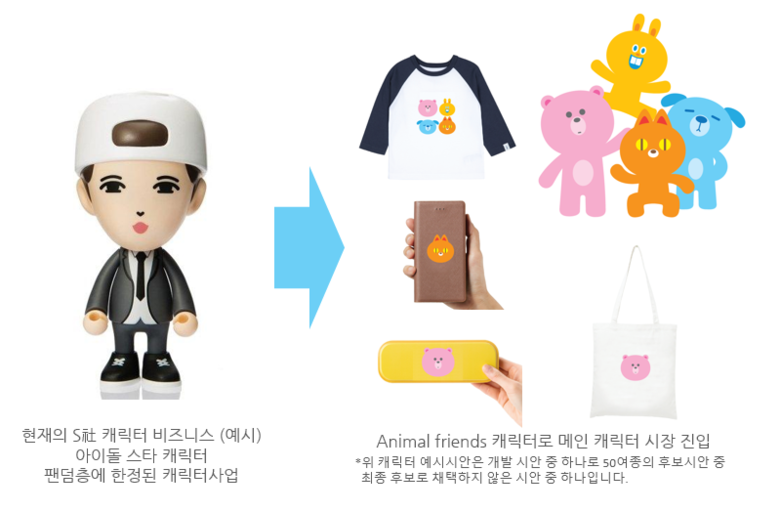 현재의 S社 캐릭터 비즈니스 (예시)
아이돌 스타 캐릭터
팬덤층에 한정된 캐릭터사업
Animal friends 캐릭터로 메인 캐릭터 시장 진입
*위 캐릭터 예시시안은 개발 시안 중 하나로 50여종의 후보시안 중
최종 후보로 채택하지 않은 시안 중 하나입니다.